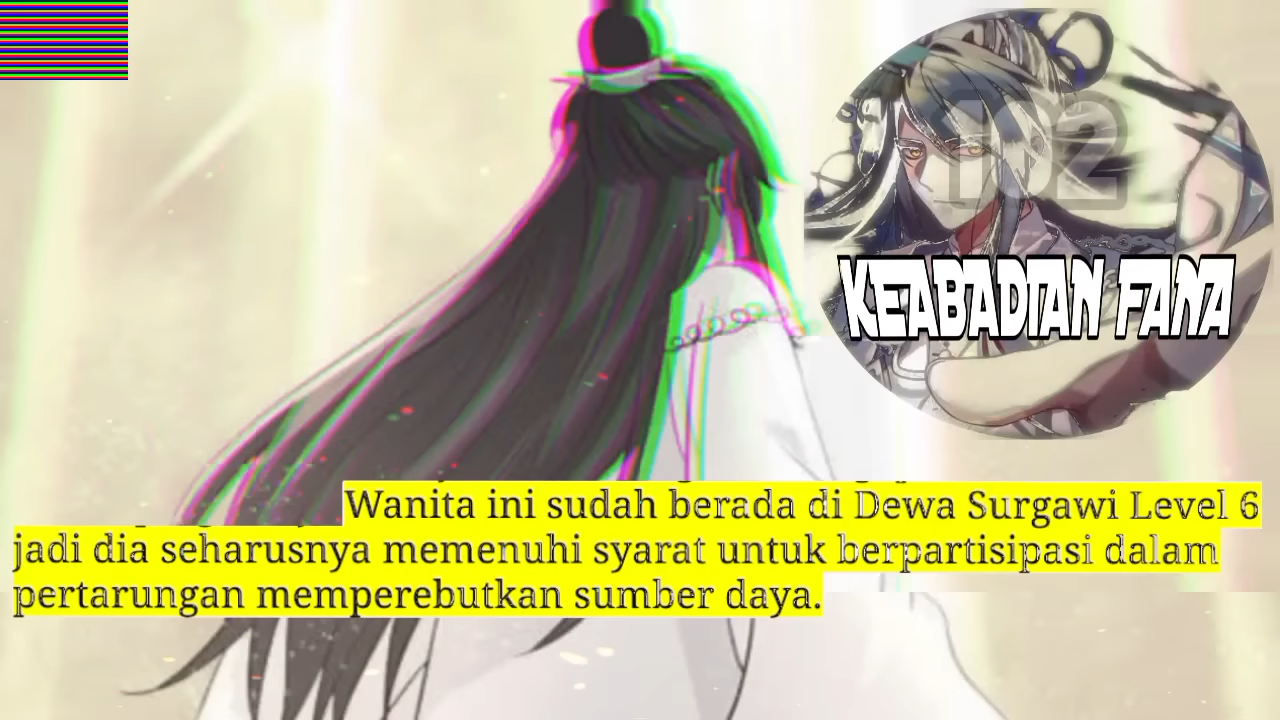 102
KEABADIAN FANA
Wanita ini sudah berada di Dewa Surgawi Level 6
jadi dia seharusnya memenuhi syarat untuk berpartisipasi dalam
pertarungan memperebutkan sumber daya.